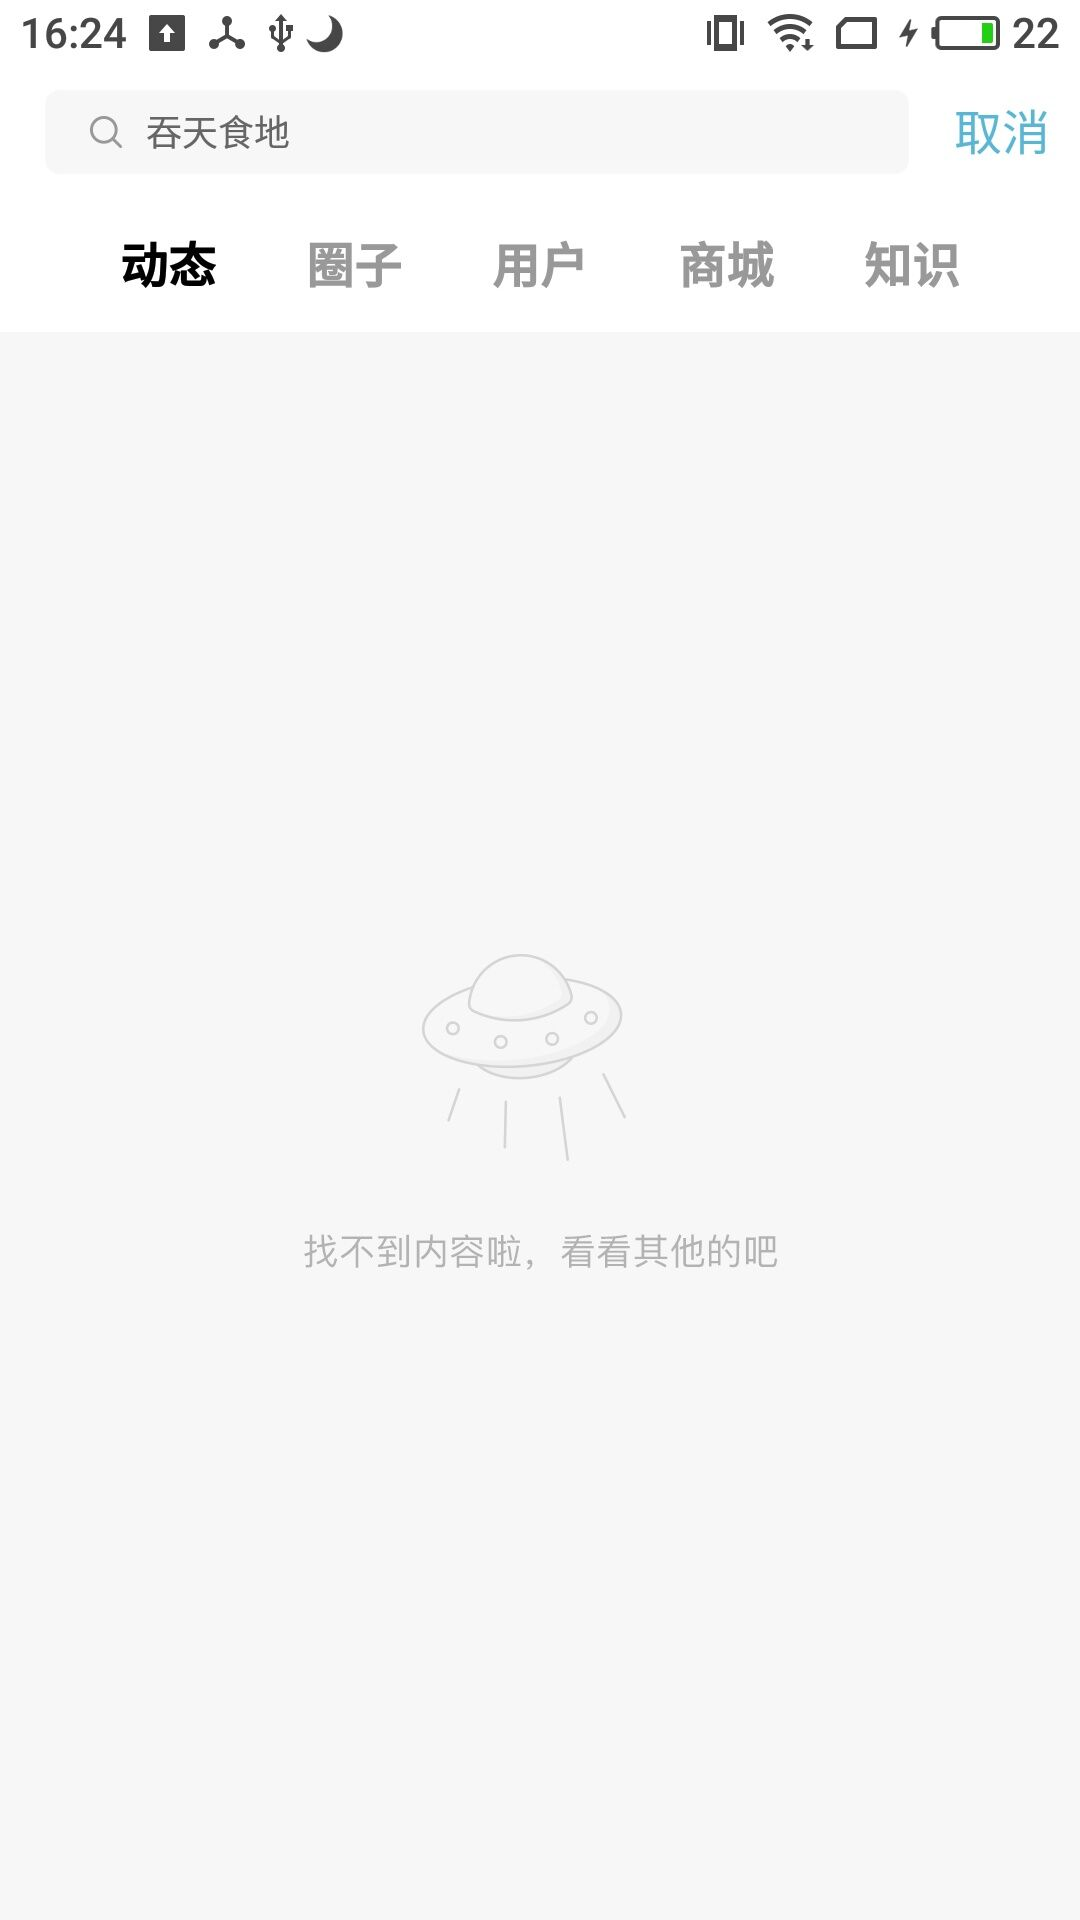 16:24 22
吞天食地 取消
动态 圈子 用户 商城 知识
找不到内容啦，看看其他的吧